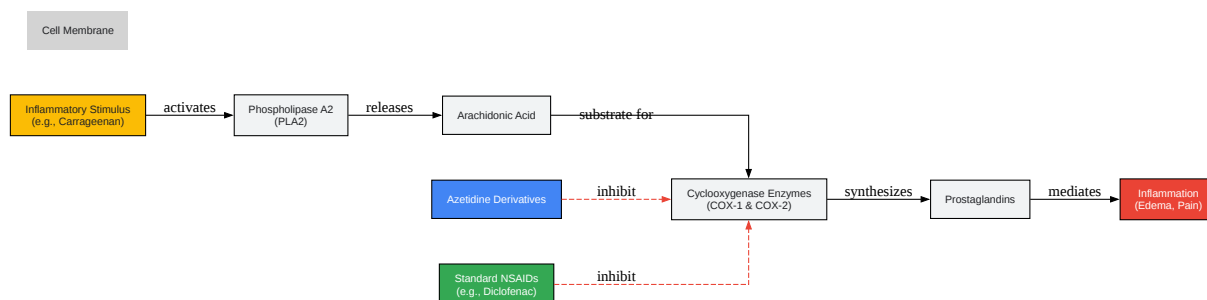 Cell Membrane
Inflammatory Stimulus
(e.g., Carrageenan)
activates
Phospholipase A2
(PLA2)
releases
Arachidonic Acid
substrate for
Azetidine Derivatives
inhibit
Cyclooxygenase Enzymes
(COX-1 & COX-2)
synthesizes
Prostaglandins
mediates
Inflammation
(Edema, Pain)
Standard NSAIDs
(e.g., Diclofenac)
inhibit